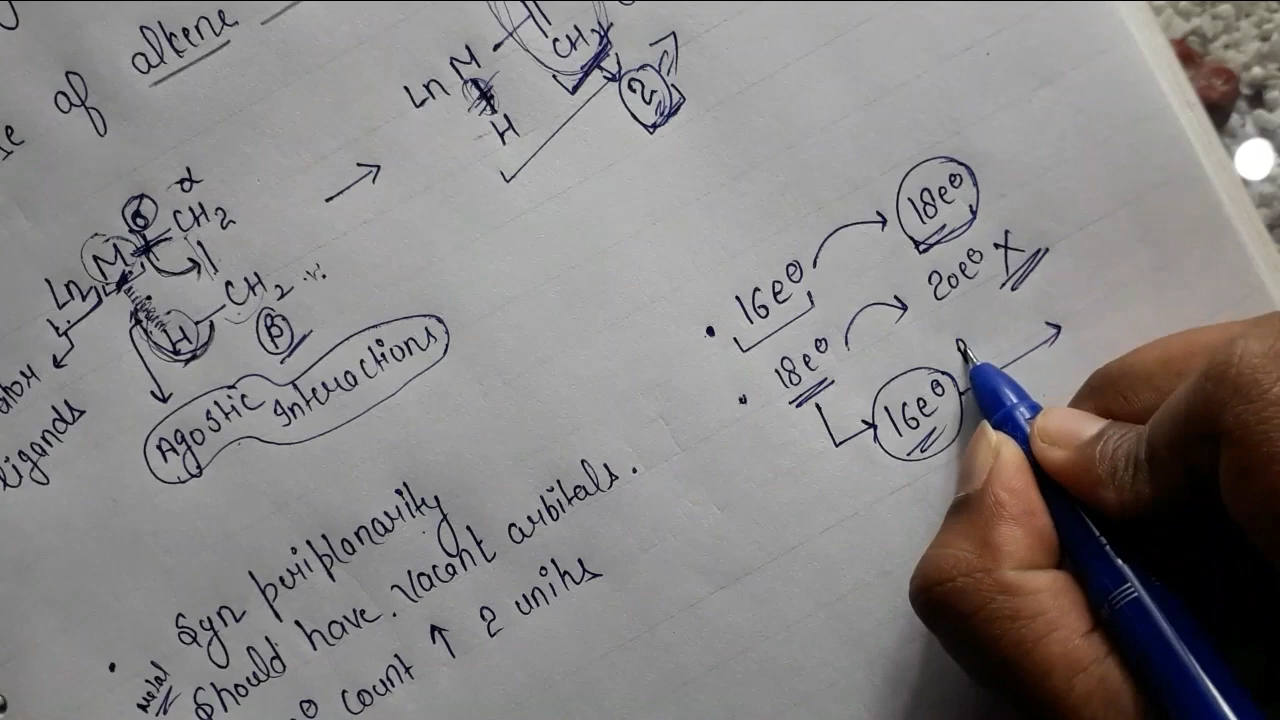 of alkene
Ln M
CH2
H
2
α
σ CH2
Ln M
H CH2
β
ligands
Agostic Interactions
• 16e⊖ 18e⊖
• 18e⊖ 20e⊖ X
16e⊖
• Syn periplanarity
metal should have vacant orbitals.
count ↑ 2 units